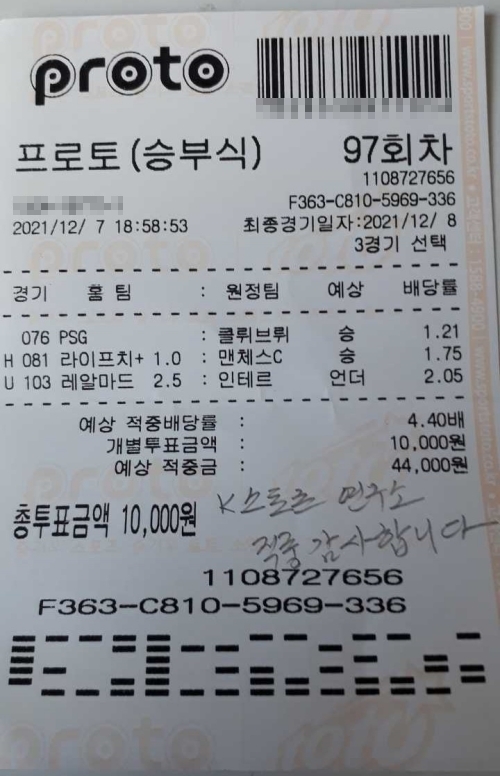 proto
프로토(승부식) 97회차
1108727656
F363-C810-5969-336
2021/12/ 7 18:58:53 최종경기일자:2021/12/ 8
3경기 선택
경기 홈 팀 : 원정팀 예상 배당률
076 PSG : 클뤼브뤼 승 1.21
H 081 라이프치+ 1.0 : 맨체스C 승 1.75
U 103 레알마드 2.5 : 인테르 언더 2.05
예상 적중배당률 : 4.40배
개별투표금액 : 10,000원
예상 적중금 : 44,000원
총투표금액 10,000원
K스토존 연구소
적중 감사합니다
1108727656
F363-C810-5969-336